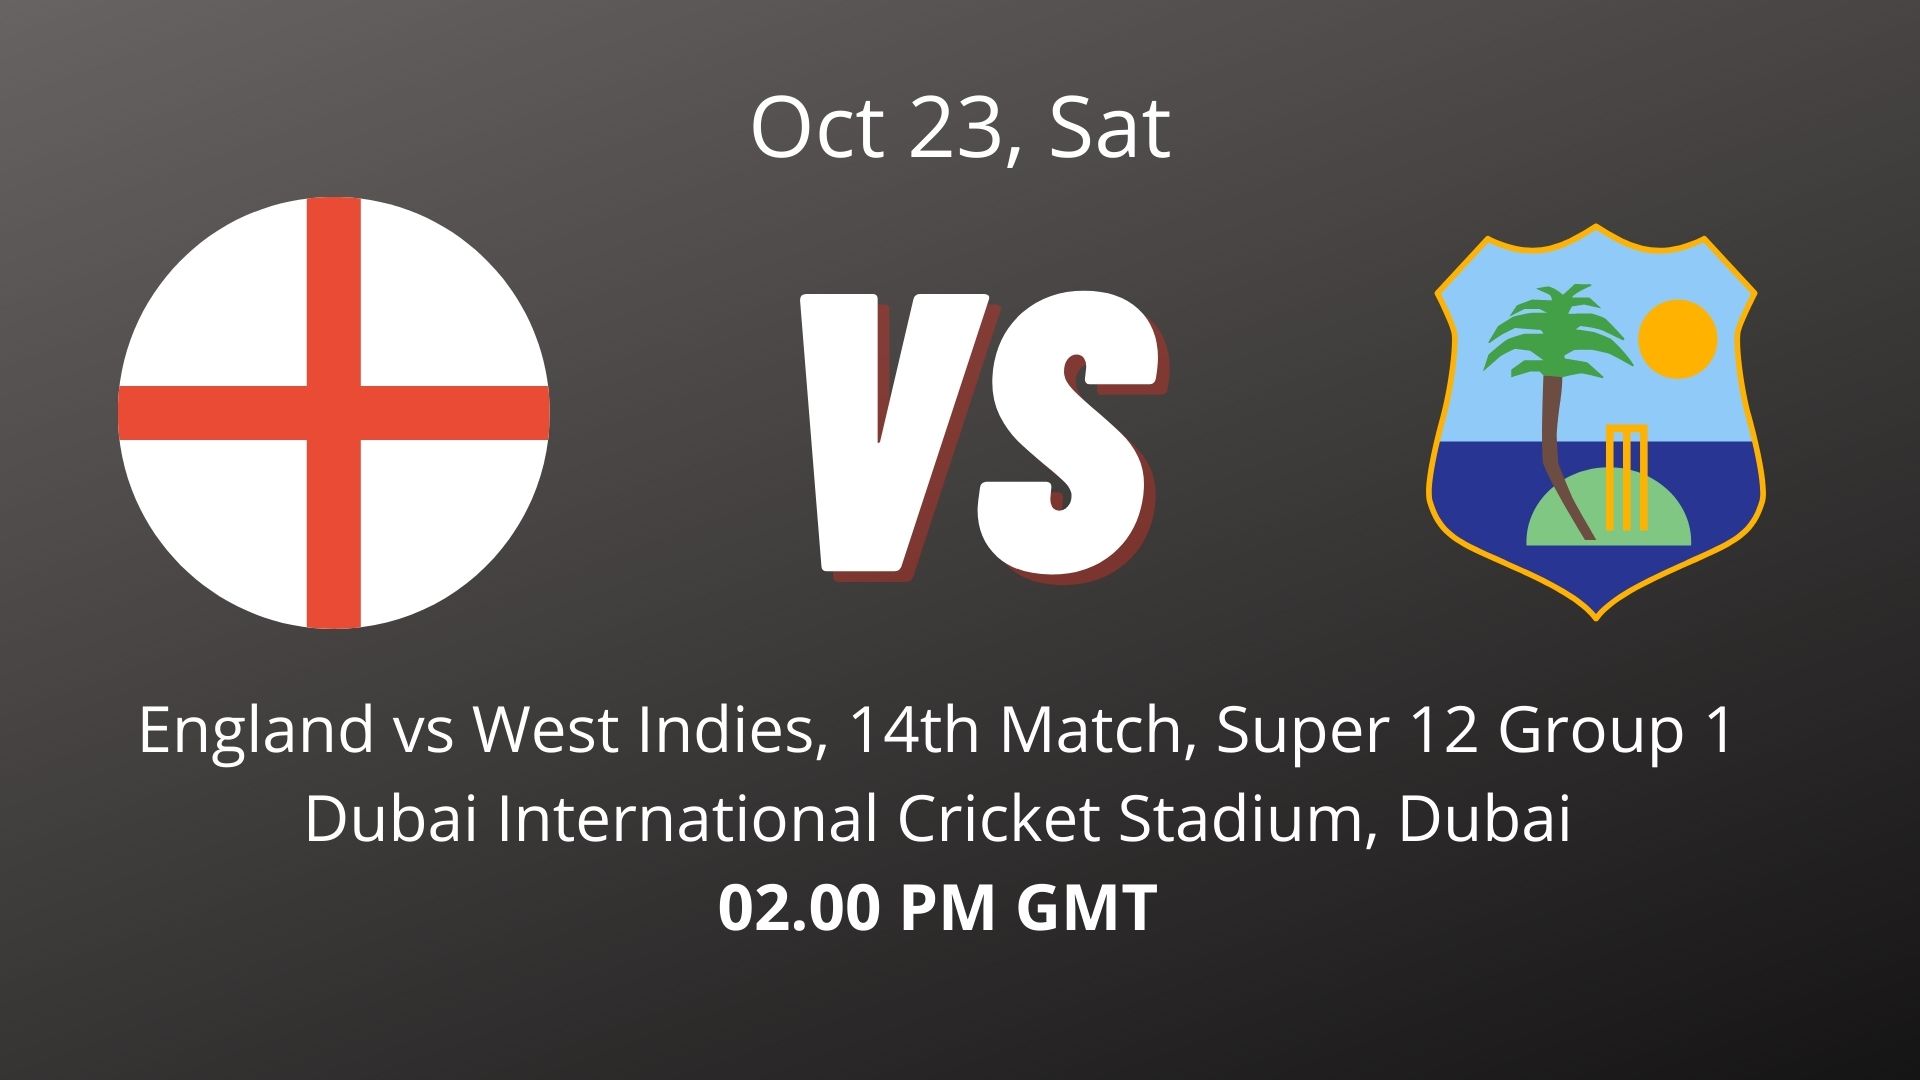 Oct 23, Sat
VS
England vs West Indies, 14th Match, Super 12 Group 1
Dubai International Cricket Stadium, Dubai
02.00 PM GMT